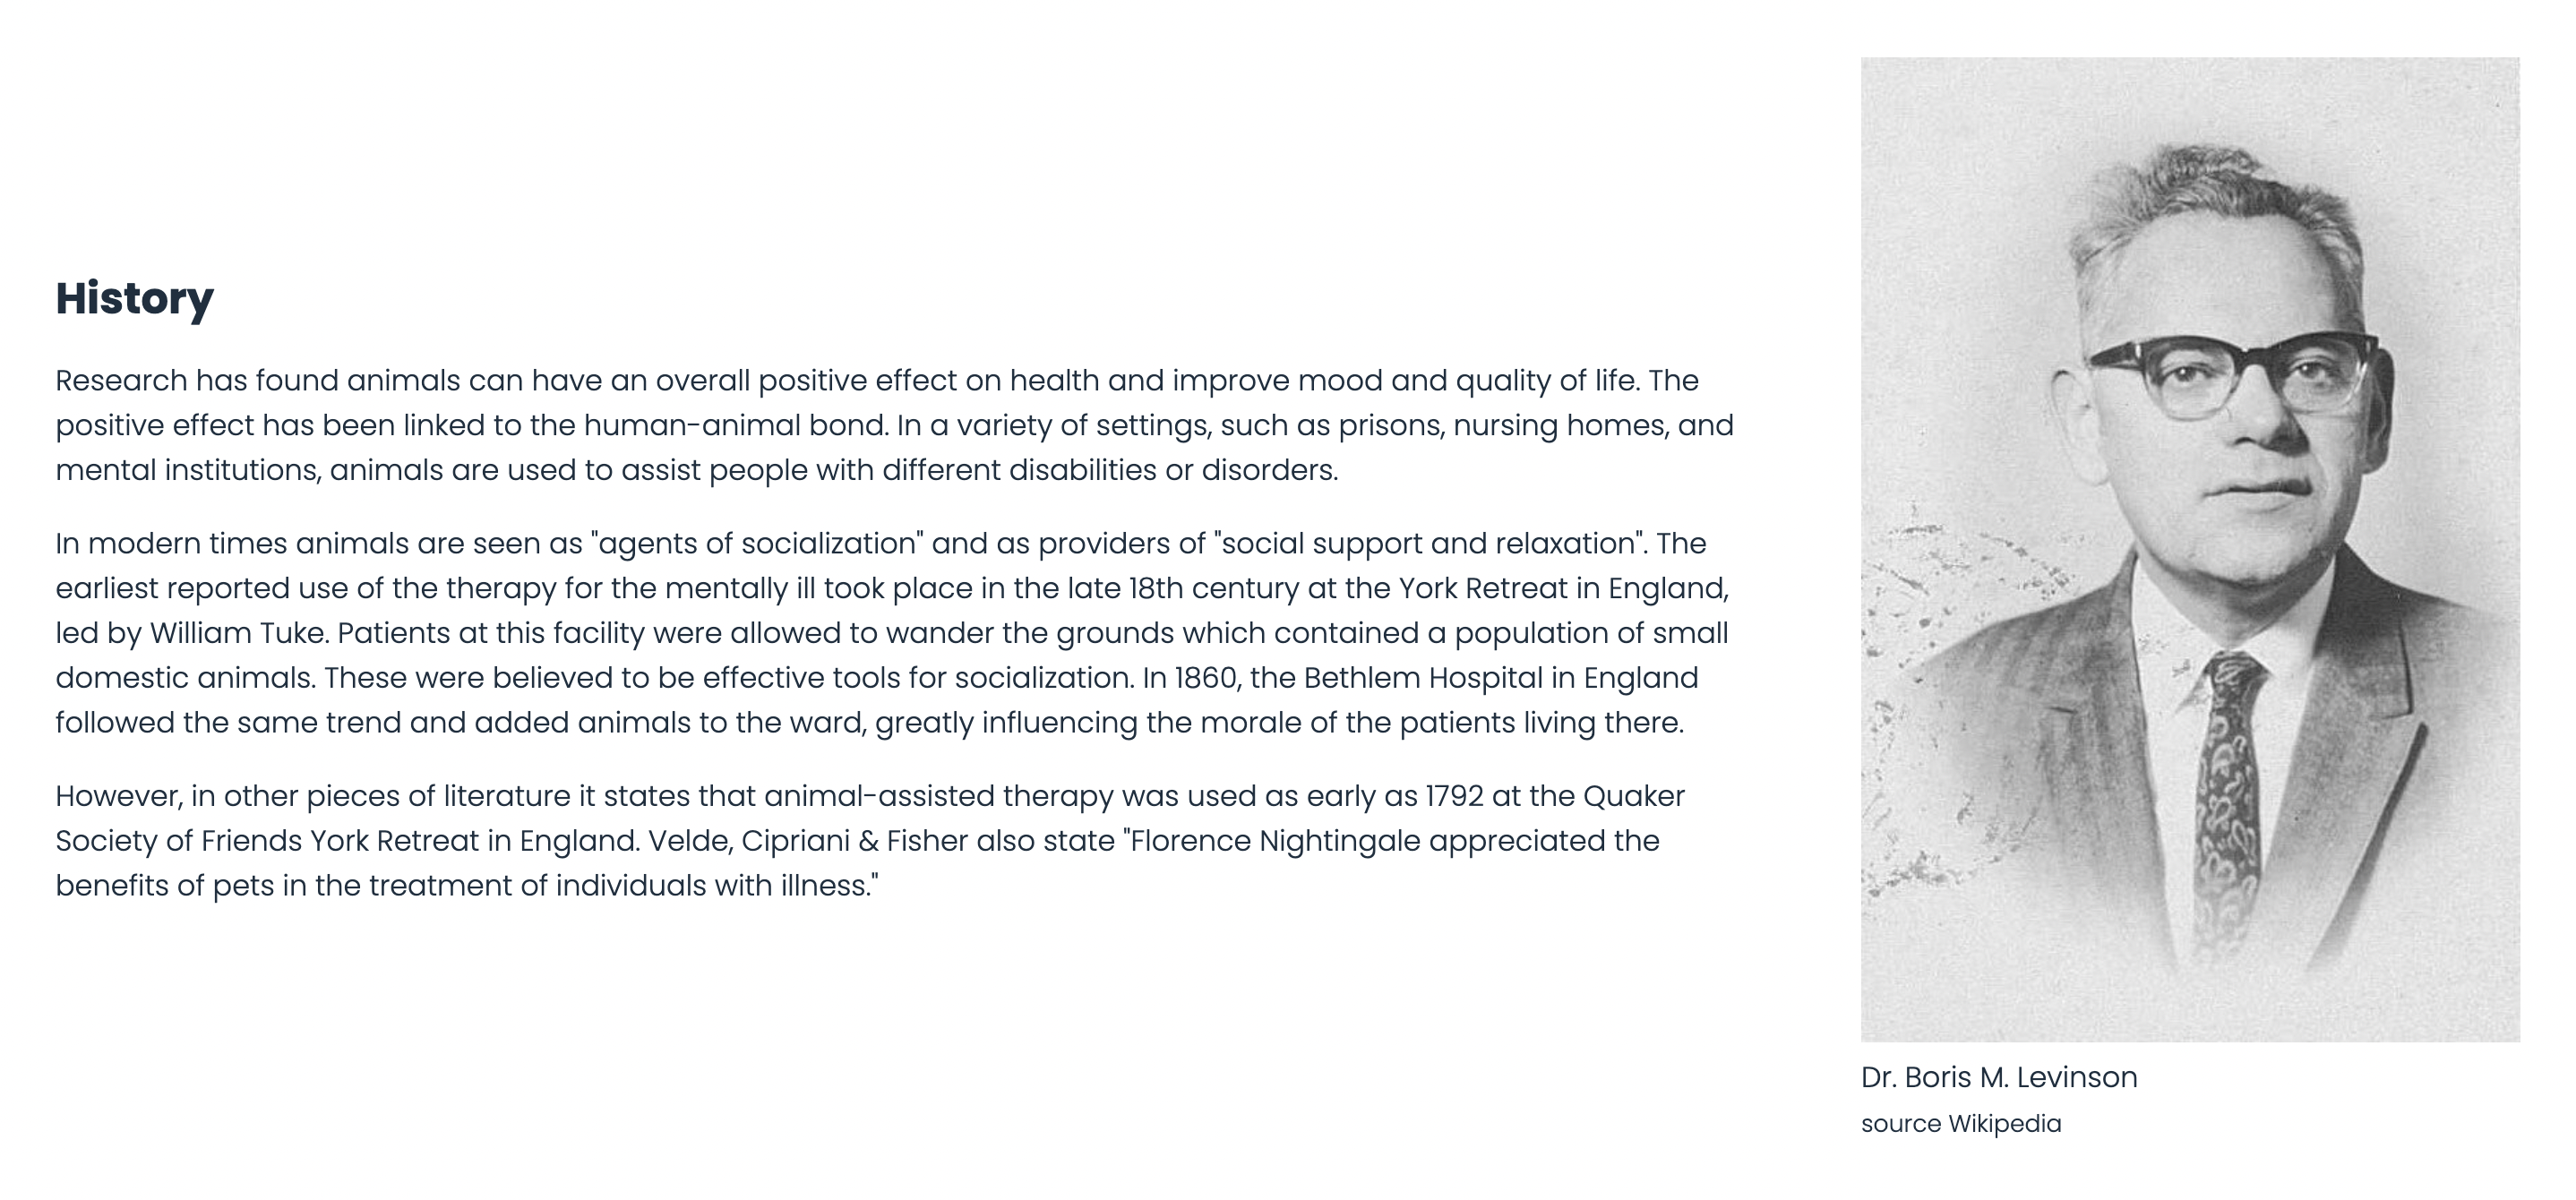 History
Research has found animals can have an overall positive effect on health and improve mood and quality of life. The
positive effect has been linked to the human-animal bond. In a variety of settings, such as prisons, nursing homes, and
mental institutions, animals are used to assist people with different disabilities or disorders.
In modern times animals are seen as "agents of socialization" and as providers of "social support and relaxation". The
earliest reported use of the therapy for the mentally ill took place in the late 18th century at the York Retreat in England,
led by William Tuke. Patients at this facility were allowed to wander the grounds which contained a population of small
domestic animals. These were believed to be effective tools for socialization. In 1860, the Bethlem Hospital in England
followed the same trend and added animals to the ward, greatly influencing the morale of the patients living there.
However, in other pieces of literature it states that animal-assisted therapy was used as early as 1792 at the Quaker
Society of Friends York Retreat in England. Velde, Cipriani & Fisher also state "Florence Nightingale appreciated the
benefits of pets in the treatment of individuals with illness."
Dr. Boris M. Levinson
source Wikipedia